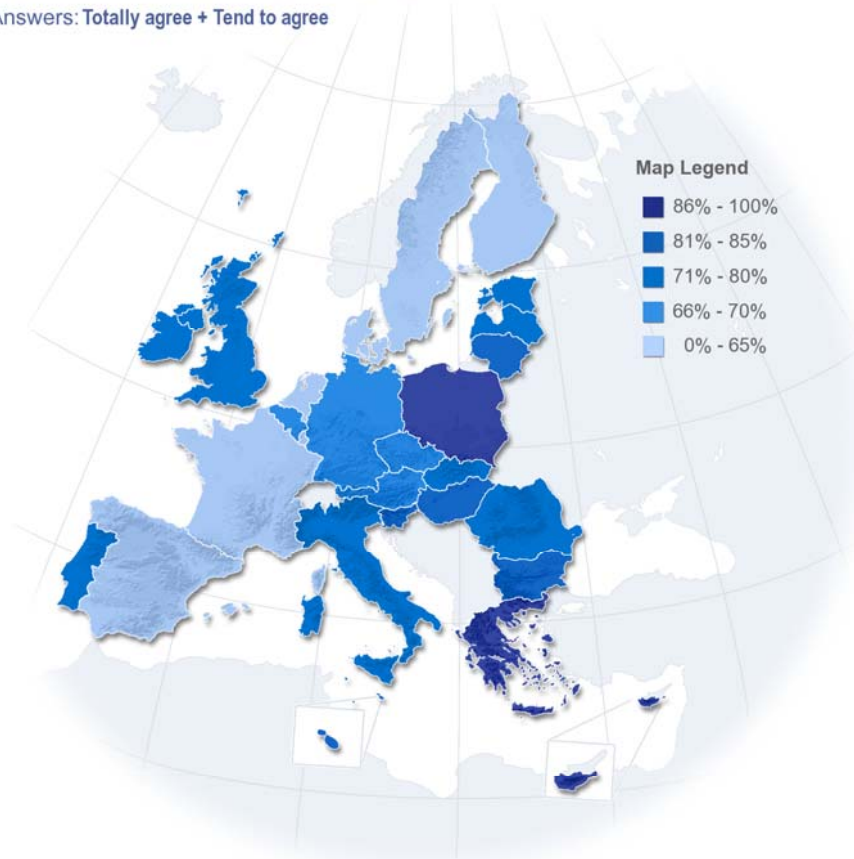 Answers: Totally agree + Tend to agree
Map Legend
86% - 100%
81% - 85%
71% - 80%
66% - 70%
0% - 65%